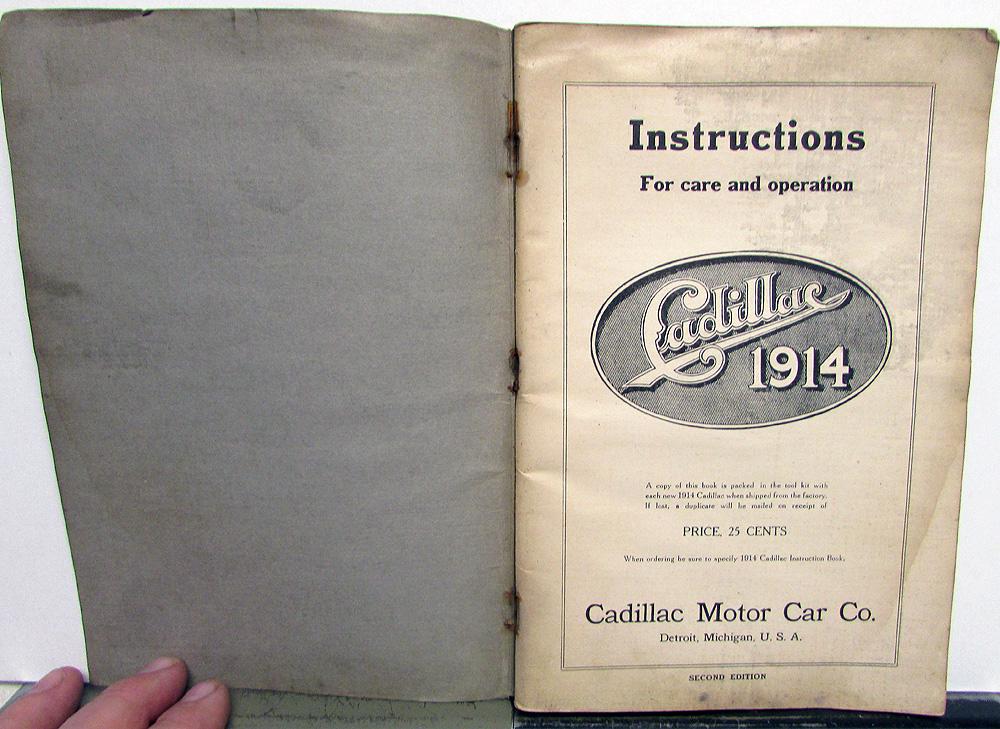 Instructions
For care and operation
Cadillac
1914
A copy of this book is packed in the tool kit with
each new 1914 Cadillac when shipped from the factory.
If lost, a duplicate will be mailed on receipt of
PRICE, 25 CENTS
When ordering be sure to specify 1914 Cadillac Instruction Book.
Cadillac Motor Car Co.
Detroit, Michigan, U. S. A.
SECOND EDITION